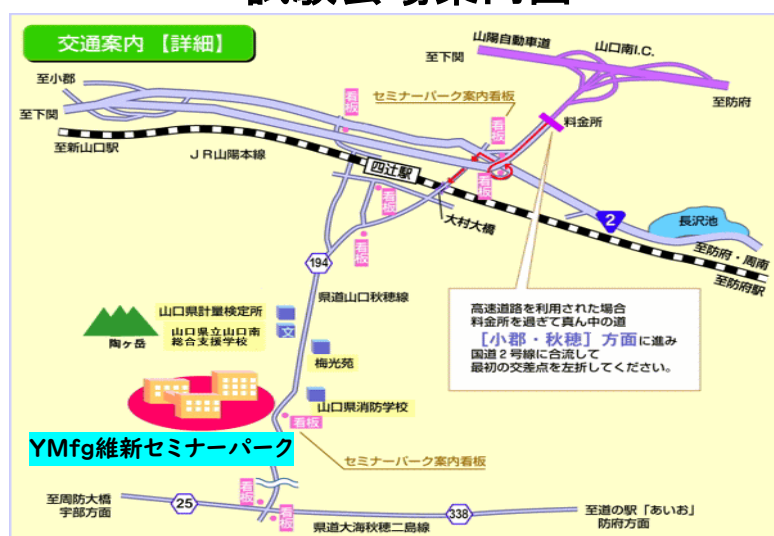 試験会場案内図
交通案内 【詳細】
山陽自動車道
山口南I.C.
至下関
至小郡
至下関
至防府
看板
セミナーパーク案内看板
看板
料金所
至新山口駅
JR山陽本線
四辻駅
看板
看板
看板
大村大橋
2
長沢池
至防府・周南
至防府駅
194
県道山口秋穂線
高速道路を利用された場合
料金所を過ぎて真ん中の道
［小郡・秋穂］方面に進み
国道2号線に合流して
最初の交差点を左折してください。
山口県計量検定所
山口県立山口南
総合支援学校
文
陶ヶ岳
梅光苑
山口県消防学校
看板
YMfg維新セミナーパーク
セミナーパーク案内看板
看板
至周防大橋
宇部方面
25
看板
県道大海秋穂二島線
338
至道の駅「あいお」
防府方面